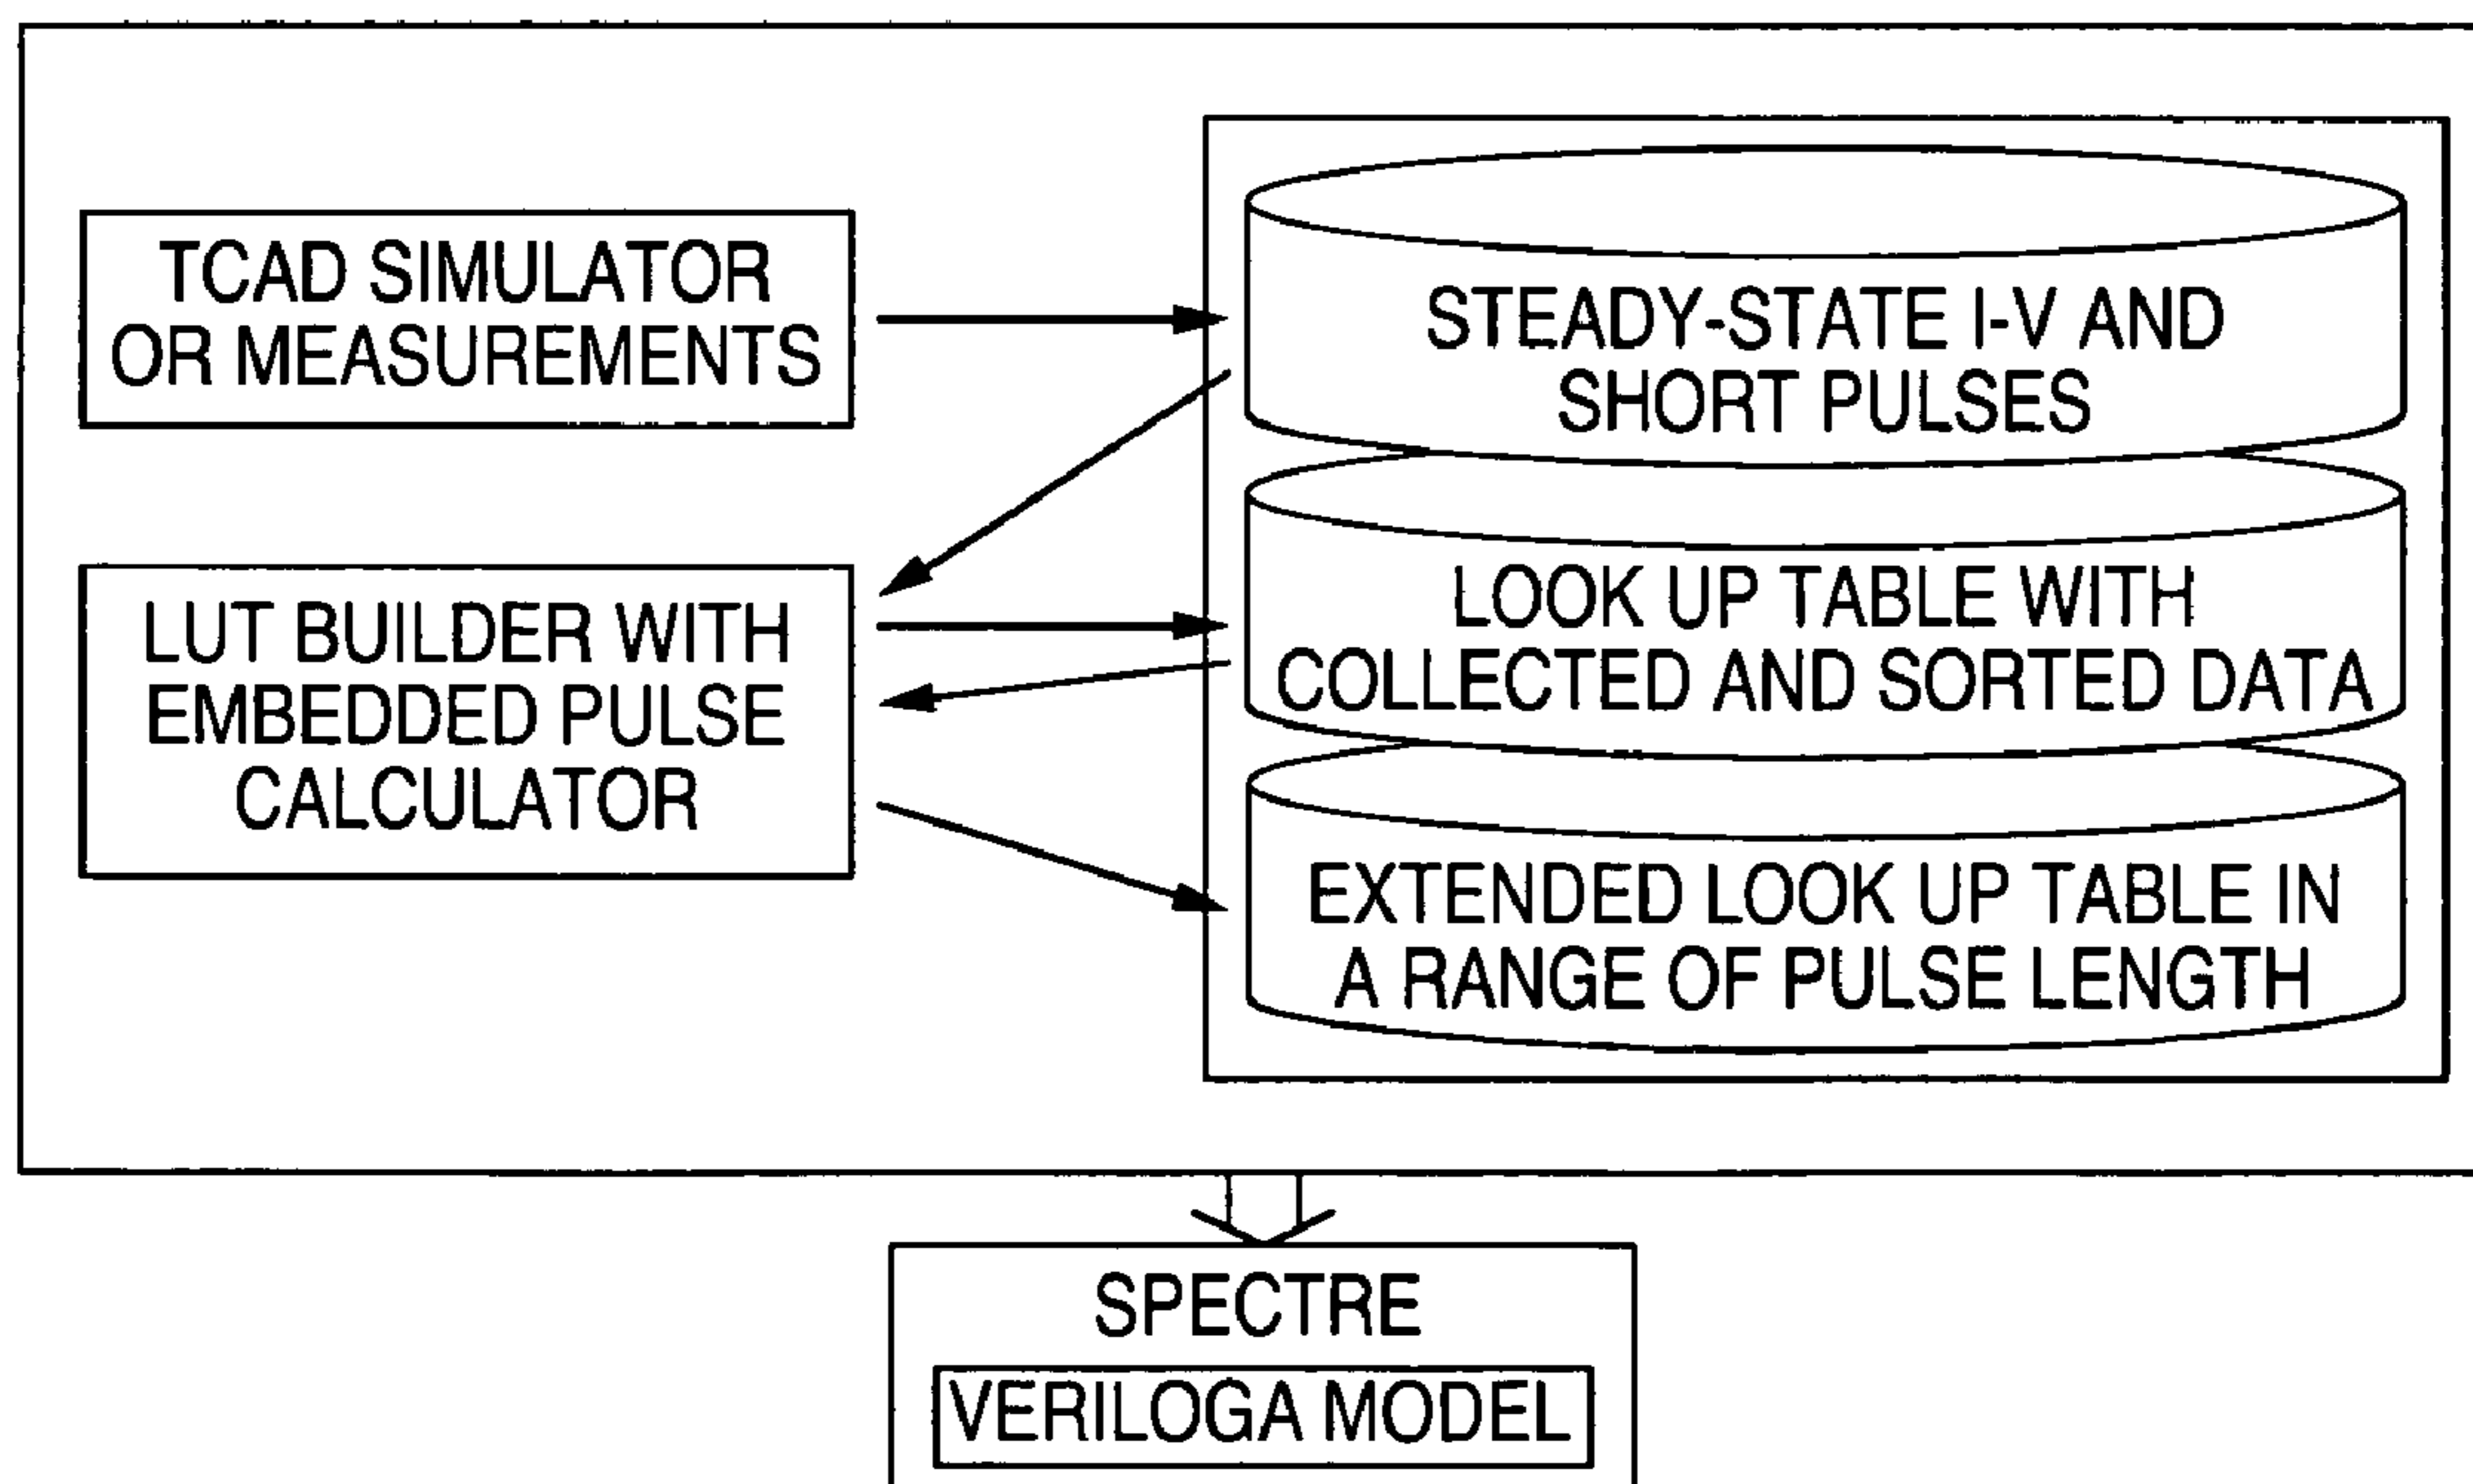 TCAD SIMULATOR
OR MEASUREMENTS
STEADY-STATE I-V AND
SHORT PULSES
LUT BUILDER WITH
EMBEDDED PULSE
CALCULATOR
LOOK UP TABLE WITH
COLLECTED AND SORTED DATA
EXTENDED LOOK UP TABLE IN
A RANGE OF PULSE LENGTH
SPECTRE
VERILOGA MODEL